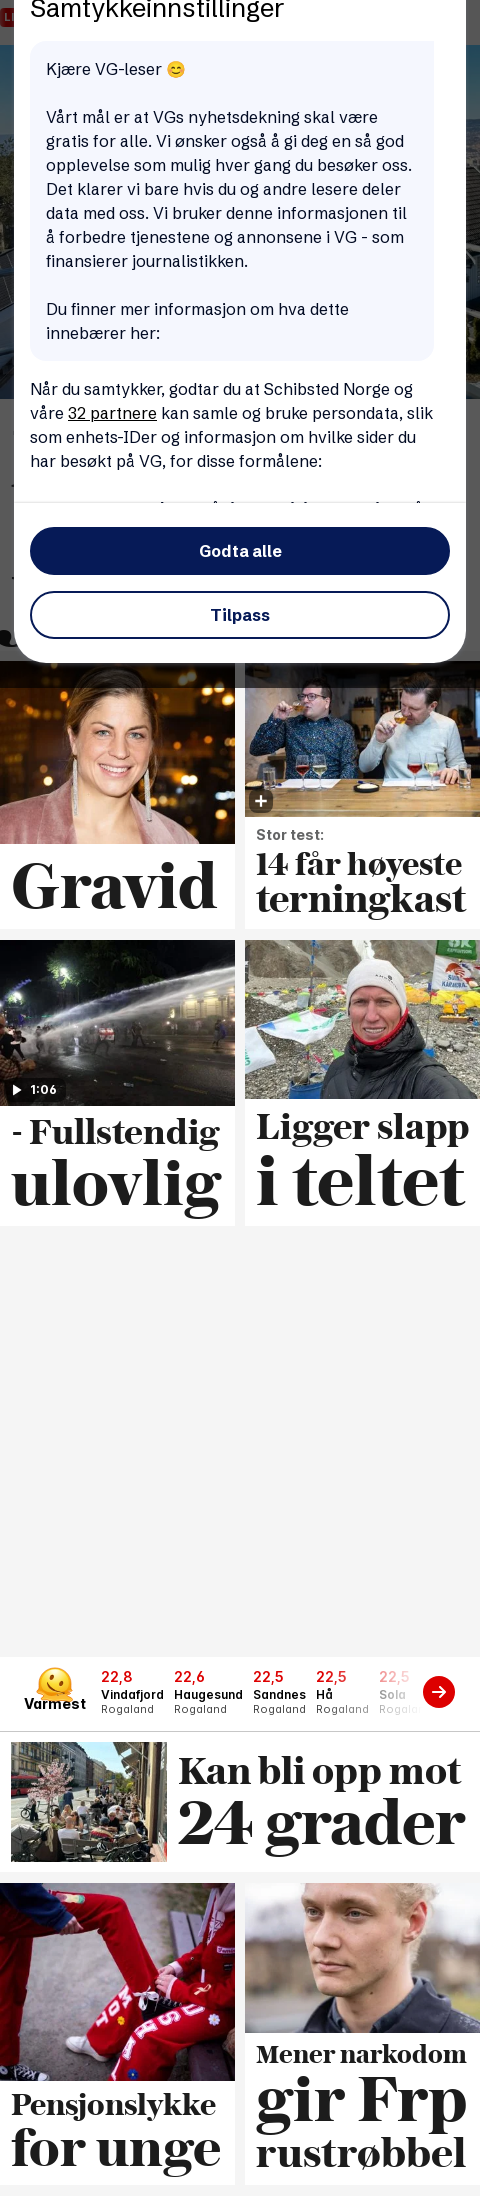 Samtykkeinnstillinger
Kjære VG-leser 😊
Vårt mål er at VGs nyhetsdekning skal være
gratis for alle. Vi ønsker også å gi deg en så god
opplevelse som mulig hver gang du besøker oss.
Det klarer vi bare hvis du og andre lesere deler
data med oss. Vi bruker denne informasjonen til
å forbedre tjenestene og annonsene i VG - som
finansierer journalistikken.
Du finner mer informasjon om hva dette
innebærer her:
Når du samtykker, godtar du at Schibsted Norge og
våre 32 partnere kan samle og bruke persondata, slik
som enhets-IDer og informasjon om hvilke sider du
har besøkt på VG, for disse formålene:
Godta alle
Tilpass
Gravid
Stor test:
14 får høyeste
terningkast
1:06
- Fullstendig
ulovlig
Ligger slapp
i teltet
Varmest
22,8
Vindafjord
Rogaland
22,6
Haugesund
Rogaland
22,5
Sandnes
Rogaland
22,5
Hå
Rogaland
22,5
Sola
Kan bli opp mot
24 grader
Pensjonslykke
for unge
Mener narkodom
gir Frp
rustrøbbel